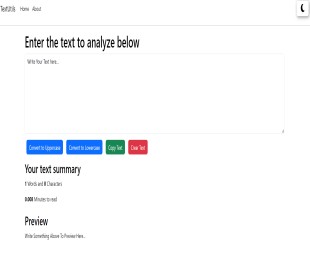 TextUtils Home About
Enter the text to analyze below
Write Your Text here..
Convert to Uppercase Convert to Lowercase Copy Text Clear Text
Your text summary
1 Words and 0 Characters
0.008 Minutes to read
Preview
Write Something Above To Preview Here..